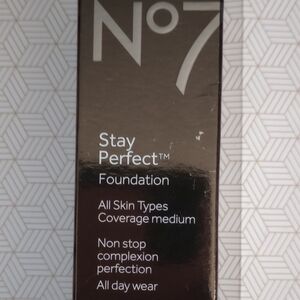 No7
Stay
Perfect™
Foundation
All Skin Types
Coverage medium
Non stop
complexion
perfection
All day wear